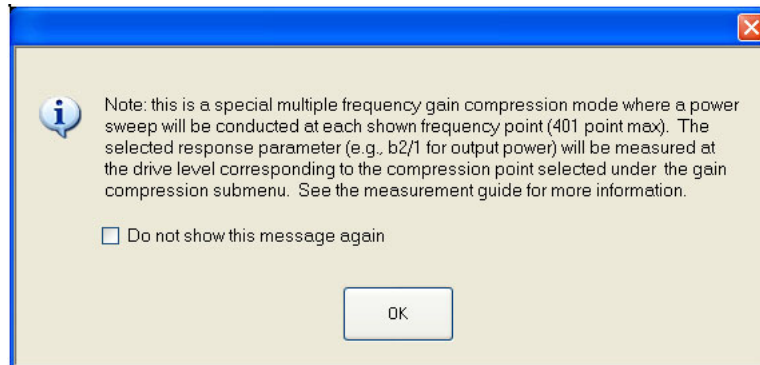 Note: this is a special multiple frequency gain compression mode where a power
sweep will be conducted at each shown frequency point (401 point max).  The
selected response parameter (e.g., b2/1 for output power) will be measured at
the drive level corresponding to the compression point selected under the gain
compression submenu.  See the measurement guide for more information.
Do not show this message again
OK